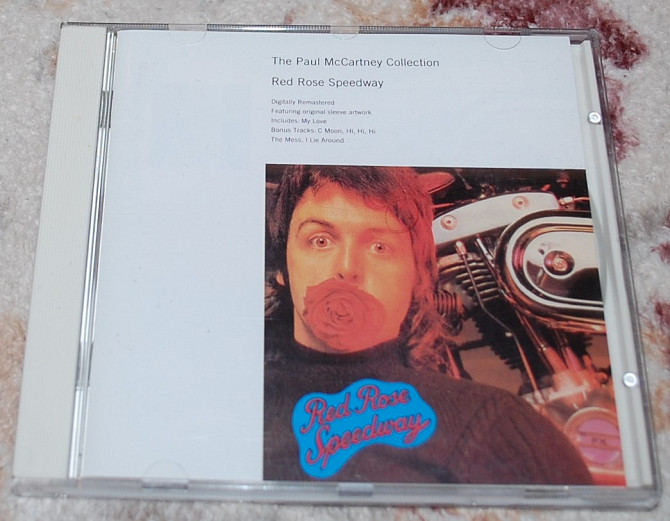 The Paul McCartney Collection
Red Rose Speedway
Digitally Remastered
Featuring original sleeve artwork
Includes: My Love
Bonus Tracks: C Moon, Hi, Hi, Hi
The Mess, I Lie Around
Red Rose
Speedway